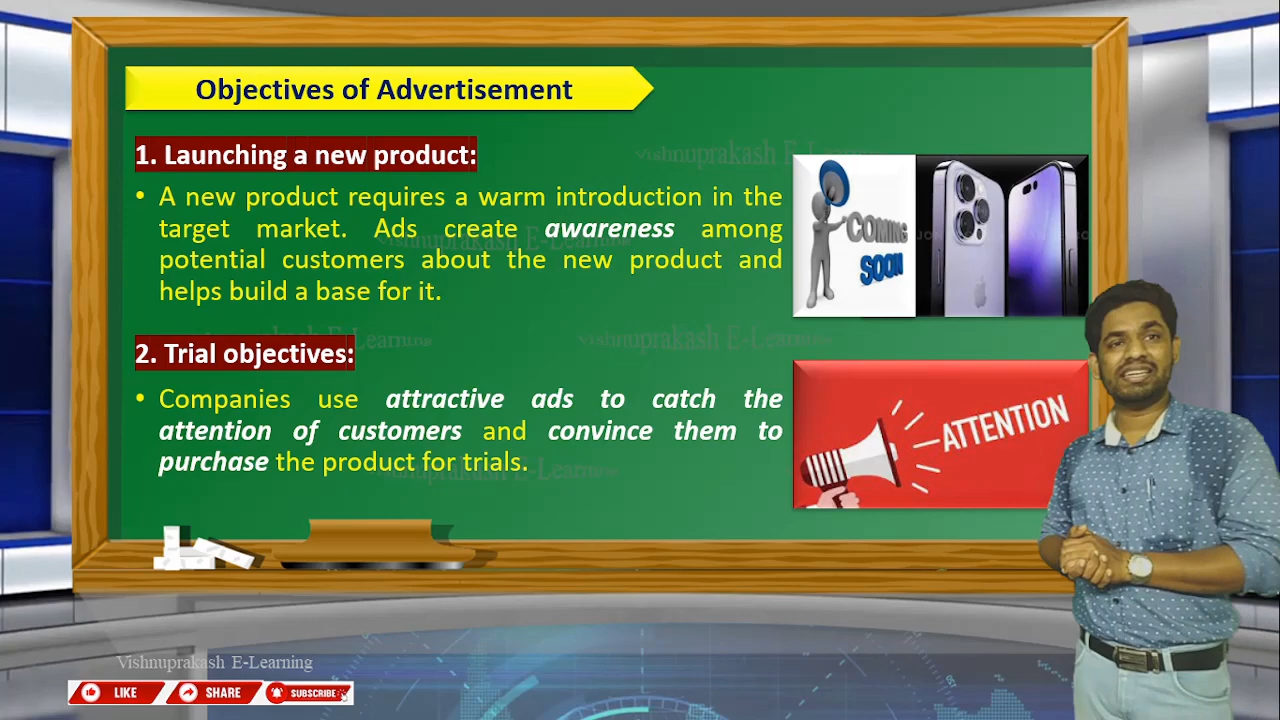 Objectives of Advertisement
1. Launching a new product:
• A new product requires a warm introduction in the
target market. Ads create awareness among
potential customers about the new product and
helps build a base for it.
COMING
SOON
2. Trial objectives:
• Companies use attractive ads to catch the
attention of customers and convince them to
purchase the product for trials.
ATTENTION
Vishnuprakash E-Learning
LIKE SHARE SUBSCRIBE